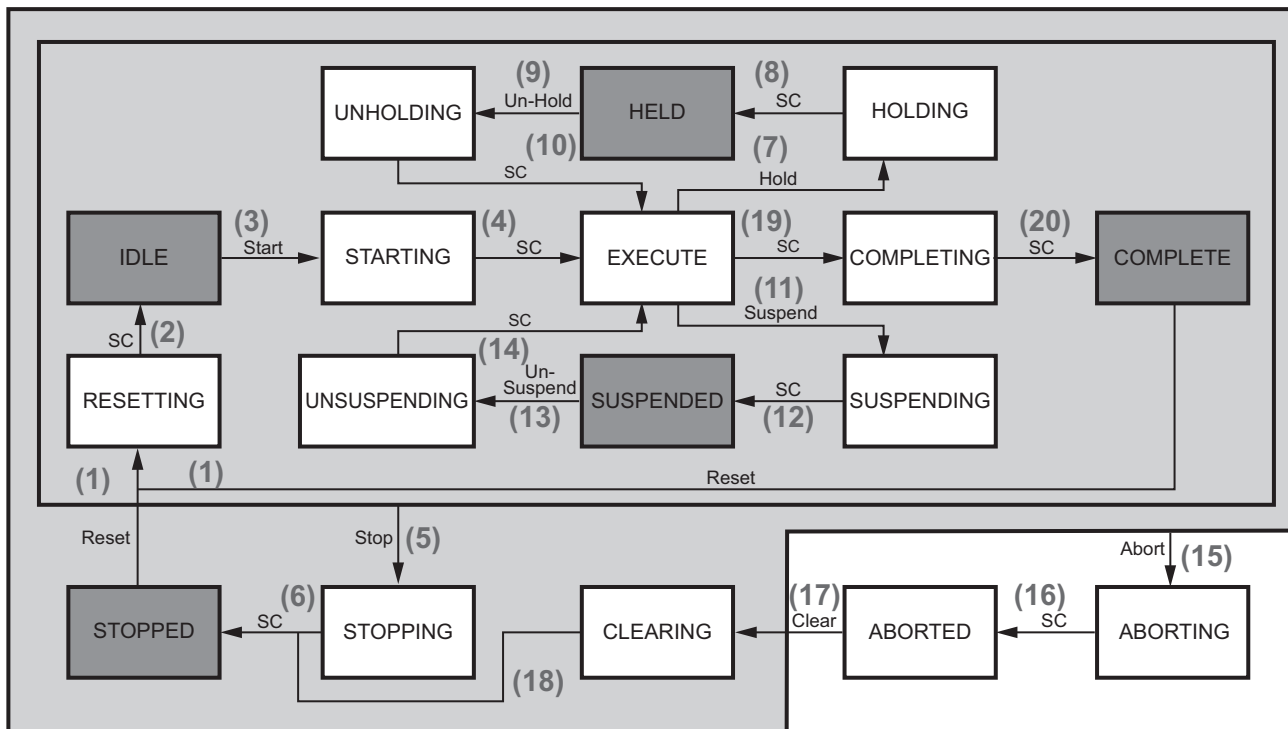 (9)
(8)
UNHOLDING
Un-Hold
HELD
SC
HOLDING
(10)
(7)
SC
Hold
IDLE
(3)
Start
STARTING
(4)
SC
EXECUTE
(19)
SC
COMPLETING
(20)
SC
COMPLETE
(11)
Suspend
SC
(2)
SC
(14)
RESETTING
UNSUSPENDING
Un-
Suspend
(13)
SUSPENDED
SC
(12)
SUSPENDING
(1)
(1)
Reset
Reset
Stop
(5)
Abort
(15)
STOPPED
(6)
SC
STOPPING
CLEARING
(17)
Clear
ABORTED
(16)
SC
ABORTING
(18)